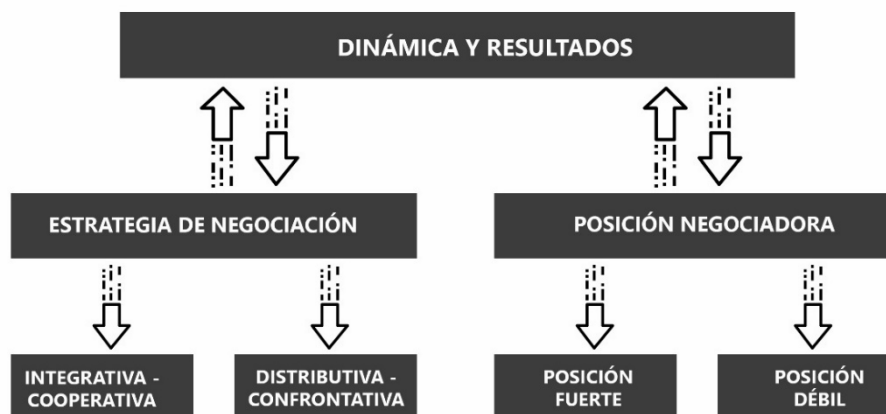 DINÁMICA Y RESULTADOS
ESTRATEGIA DE NEGOCIACIÓN
POSICIÓN NEGOCIADORA
INTEGRATIVA -
COOPERATIVA
DISTRIBUTIVA -
CONFRONTATIVA
POSICIÓN
FUERTE
POSICIÓN
DÉBIL